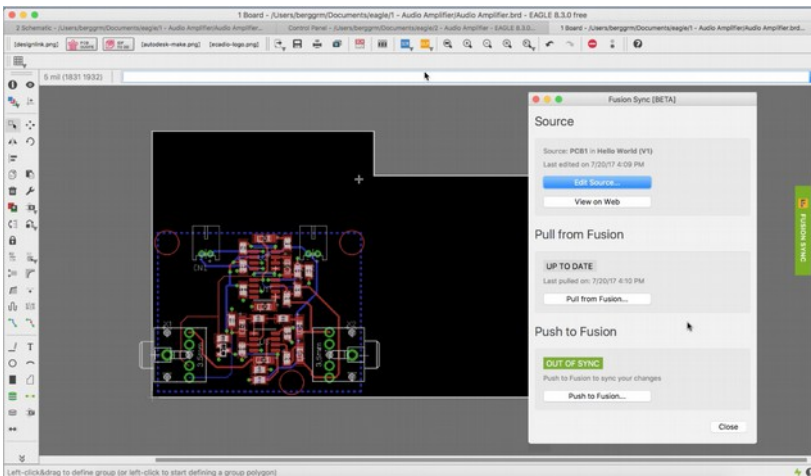 1 Board - /Users/berggrm/Documents/eagle/1 - Audio Amplifier/Audio Amplifier.brd - EAGLE 8.3.0 free
2 Schematic - /Users/berggrm/Documents/eagle/1 - Audio Amplifier/Audio Amplifier...
Control Panel - /Users/berggrm/Documents/eagle/2 - Audio Amplifier - EAGLE 8.3.0...
1 Board - /Users/berggrm/Documents/eagle/1 - Audio Amplifier/Audio Amplifier.brd...
[designlink.png]
[autodesk-make.png]
[ecadio-logo.png]
5 mil (1831 1932)
Fusion Sync [BETA]
Source
Source: PCB1 in Hello World (V1)
Last edited on 7/20/17 4:09 PM
Edit Source...
View on Web
Pull from Fusion
UP TO DATE
Last pulled on: 7/20/17 4:10 PM
Pull from Fusion...
Push to Fusion
OUT OF SYNC
Push to Fusion to sync your changes
Push to Fusion...
Close
FUSION SYNC
CN1
3.5mm
3.5mm
Left-click&drag to define group (or left-click to start defining a group polygon)